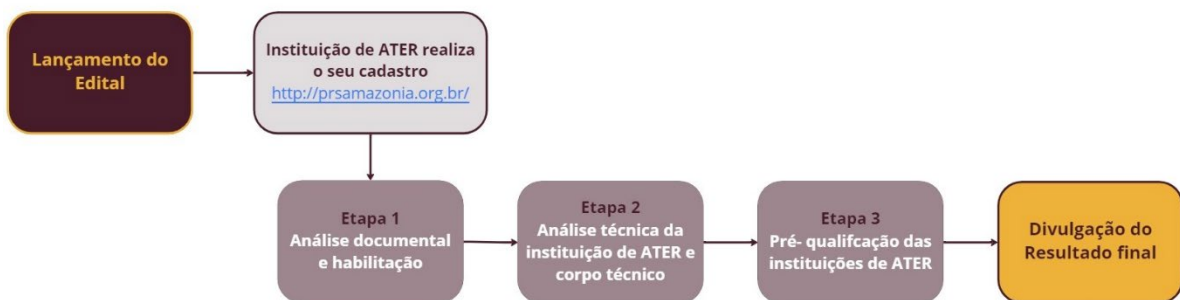 Lançamento do
Edital
Instituição de ATER realiza
o seu cadastro
http://prsamazonia.org.br/
Etapa 1
Análise documental
e habilitação
Etapa 2
Análise técnica da
instituição de ATER e
corpo técnico
Etapa 3
Pré- qualifcação das
instituições de ATER
Divulgação do
Resultado final